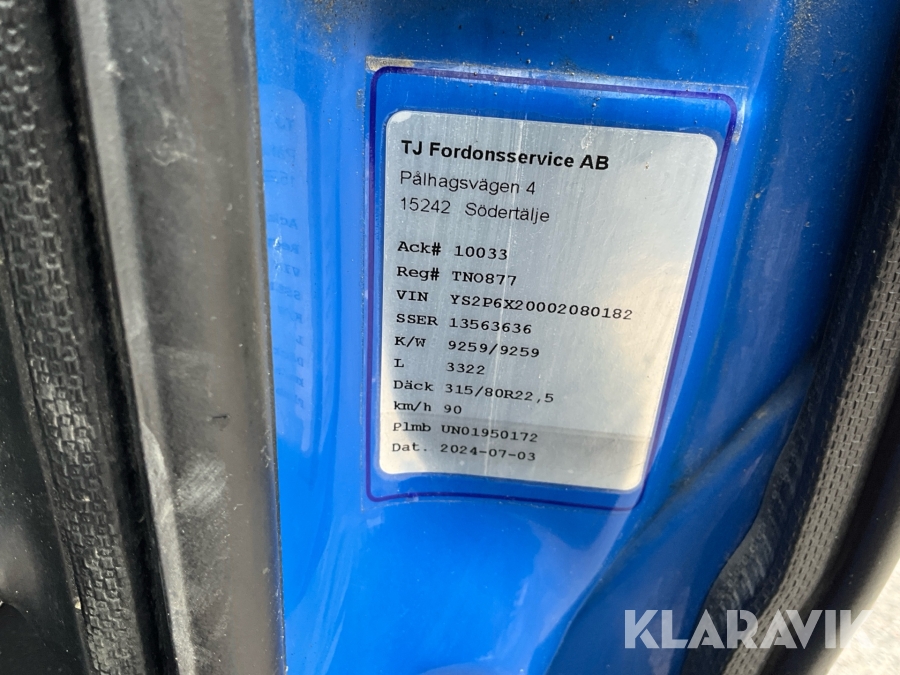 TJ Fordonsservice AB
Pålhagsvägen 4
15242 Södertälje
Ack# 10033
Reg# TNO877
VIN YS2P6X20002080182
SSER 13563636
K/W 9259/9259
L 3322
Däck 315/80R22,5
km/h 90
Plmb UN01950172
Dat. 2024-07-03
KLARAVIK